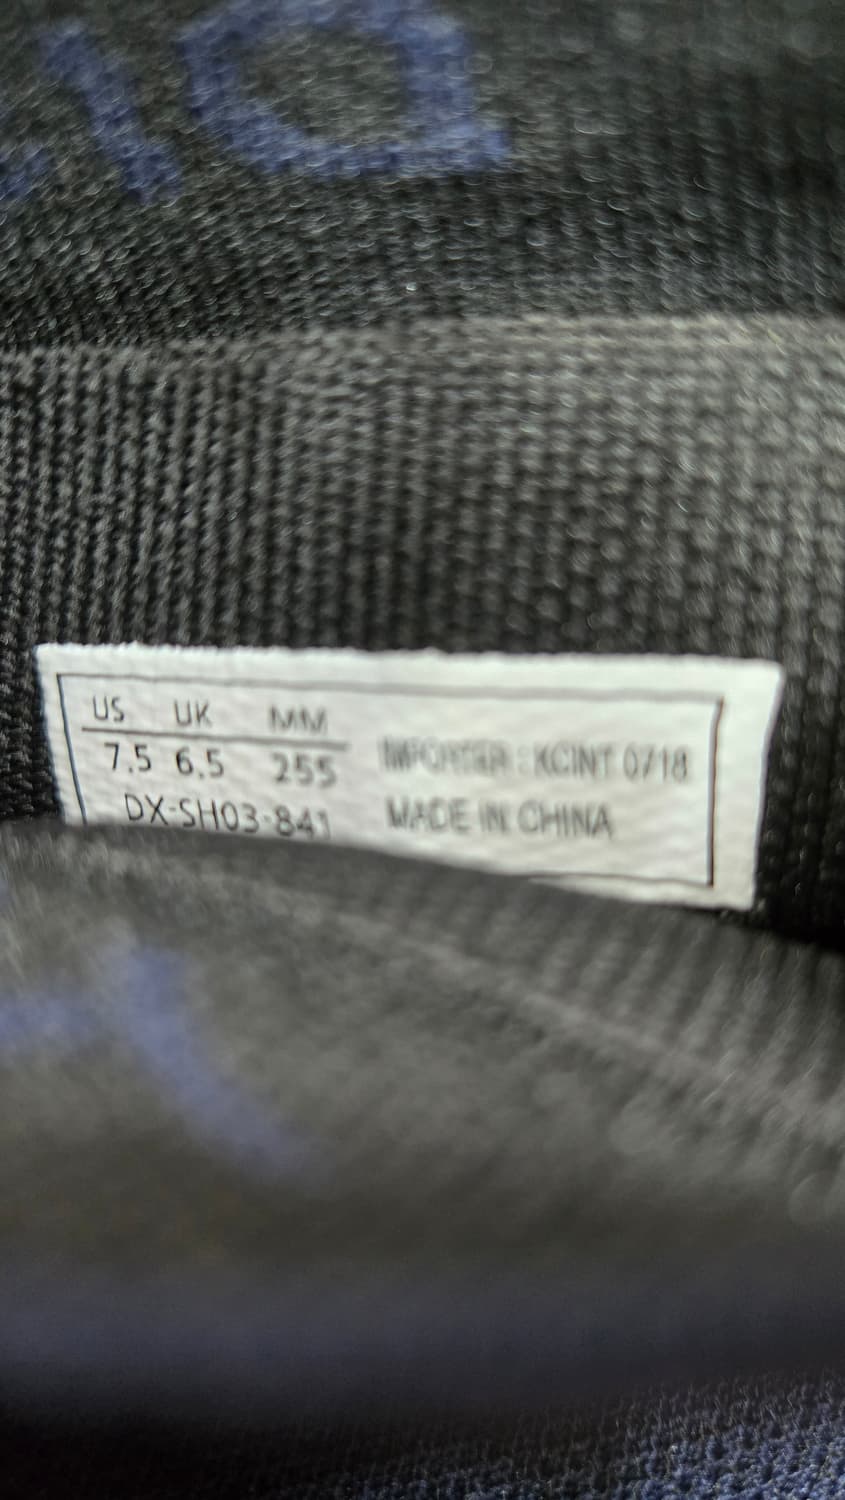 US UK MM
7.5 6.5 255
IMPORTER : KCINT 0718
DX-SH03-841
MADE IN CHINA